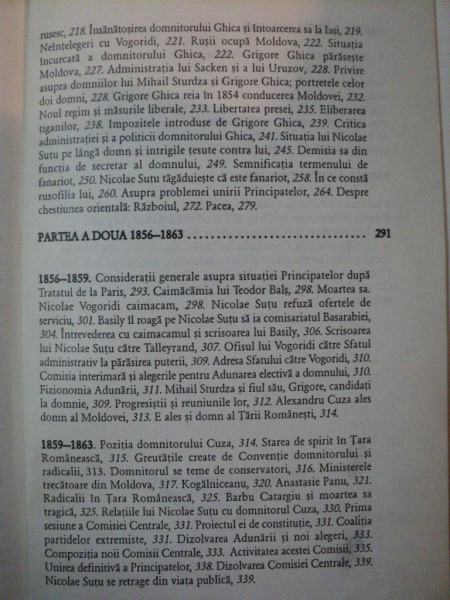 rusesc, 218. Însănătoșirea domnitorului Ghica și întoarcerea sa la Iași, 219.
Neînțelegeri cu Vogoridi, 221. Rușii ocupă Moldova, 222. Situația
încurcată a domnitorului Ghica, 222. Grigore Ghica părăsește
Moldova, 227. Administrația lui Sacken și a lui Uruzov, 228. Privire
asupra domniilor lui Mihail Sturdza și Grigore Ghica; portretele celor
doi domni, 228. Grigore Ghica reia în 1854 conducerea Moldovei, 232.
Noul regim și măsurile liberale, 233. Libertatea presei, 235. Eliberarea
țiganilor, 238. Impozitele introduse de Grigore Ghica, 239. Critica
administrației și a politicii domnitorului Ghica, 241. Situația lui Nicolae
Suțu pe lângă domn și intrigile țesute contra lui, 245. Demisia sa din
funcția de secretar al domnului, 249. Semnificația termenului de
fanariot, 250. Nicolae Suțu tăgăduiește că este fanariot, 258. În ce constă
rusofilia lui, 260. Asupra problemei unirii Principatelor, 264. Despre
chestiunea orientală: Războiul, 272. Pacea, 279.
PARTEA A DOUA 1856–1863 ........................................ 291
1856–1859. Considerații generale asupra situației Principatelor după
Tratatul de la Paris, 293. Caimăcămia lui Teodor Balș, 298. Moartea sa.
Nicolae Vogoridi caimacam, 298. Nicolae Suțu refuză ofertele de
serviciu, 301. Basily îl roagă pe Nicolae Suțu să ia comisariatul Basarabiei,
304. Întrevederea cu caimacamul și scrisoarea lui Basily, 306. Scrisoarea
lui Nicolae Suțu către Talleyrand, 307. Ofisul lui Vogoridi către Sfatul
administrativ la părăsirea puterii, 309. Adresa Sfatului către Vogoridi, 310.
Comisia interimară și alegerile pentru Adunarea electivă a domnului, 310.
Fizionomia Adunării, 311. Mihail Sturdza și fiul său, Grigore, candidați
la domnie, 309. Progresiștii și reuniunile lor, 312. Alexandru Cuza ales
domn al Moldovei, 313. E ales și domn al Țării Românești, 314.
1859–1863. Poziția domnitorului Cuza, 314. Starea de spirit în Țara
Românească, 315. Greutățile create de Convenție domnitorului și
radicalii, 313. Domnitorul se teme de conservatori, 316. Ministerele
trecătoare din Moldova, 317. Kogălniceanu, 320. Anastasie Panu, 321.
Radicalii în Țara Românească, 325. Barbu Catargiu și moartea sa
tragică, 325. Relațiile lui Nicolae Suțu cu domnitorul Cuza, 330. Prima
sesiune a Comisiei Centrale, 331. Proiectul ei de constituție, 331. Coaliția
partidelor extremiste, 331. Dizolvarea Adunării și noi alegeri, 333.
Compoziția noii Comisii Centrale, 333. Activitatea acestei Comisii, 335.
Unirea definitivă a Principatelor, 338. Dizolvarea Comisiei Centrale, 339.
Nicolae Suțu se retrage din viața publică, 339.